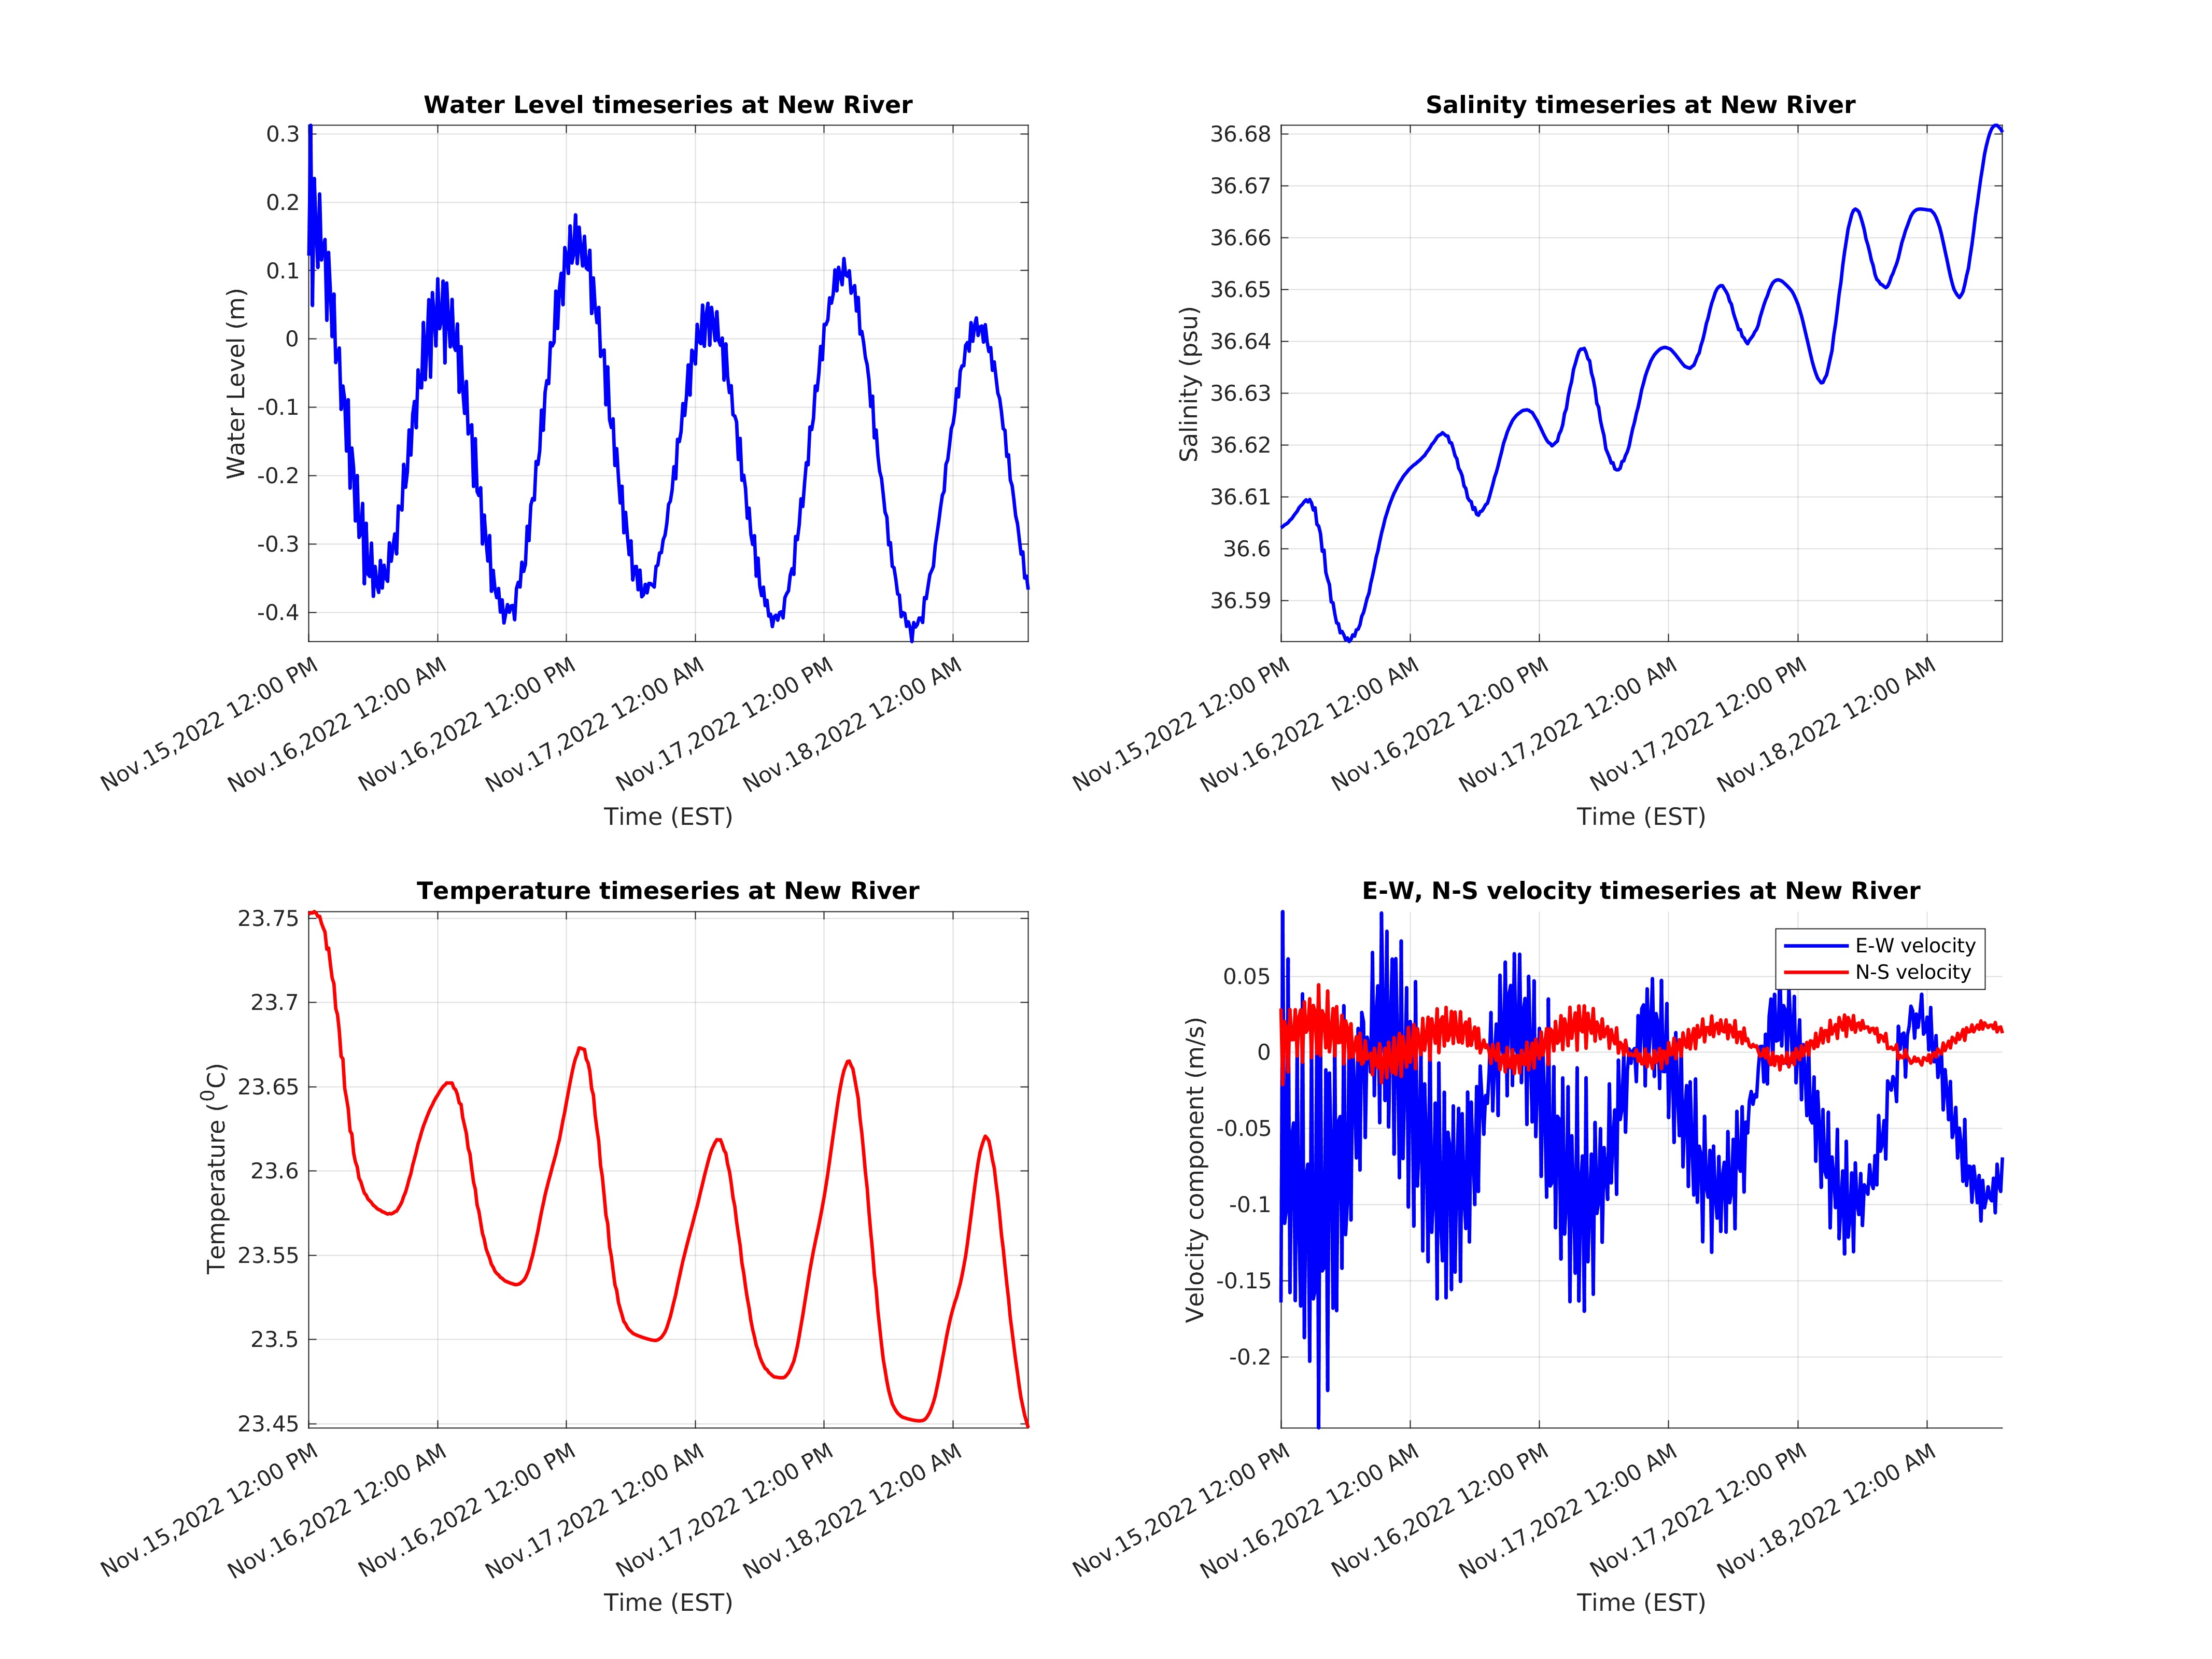 Water Level timeseries at New River
0.3
0.2
0.1
0
-0.1
-0.2
-0.3
-0.4
Water Level (m)
Nov.15,2022 12:00 PM
Nov.16,2022 12:00 AM
Nov.16,2022 12:00 PM
Nov.17,2022 12:00 AM
Nov.17,2022 12:00 PM
Nov.18,2022 12:00 AM
Time (EST)
Salinity timeseries at New River
36.68
36.67
36.66
36.65
36.64
36.63
36.62
36.61
36.6
36.59
Salinity (psu)
Nov.15,2022 12:00 PM
Nov.16,2022 12:00 AM
Nov.16,2022 12:00 PM
Nov.17,2022 12:00 AM
Nov.17,2022 12:00 PM
Nov.18,2022 12:00 AM
Time (EST)
Temperature timeseries at New River
23.75
23.7
23.65
23.6
23.55
23.5
23.45
Temperature (⁰C)
Nov.15,2022 12:00 PM
Nov.16,2022 12:00 AM
Nov.16,2022 12:00 PM
Nov.17,2022 12:00 AM
Nov.17,2022 12:00 PM
Nov.18,2022 12:00 AM
Time (EST)
E-W, N-S velocity timeseries at New River
E-W velocity
N-S velocity
0.05
0
-0.05
-0.1
-0.15
-0.2
Velocity component (m/s)
Nov.15,2022 12:00 PM
Nov.16,2022 12:00 AM
Nov.16,2022 12:00 PM
Nov.17,2022 12:00 AM
Nov.17,2022 12:00 PM
Nov.18,2022 12:00 AM
Time (EST)